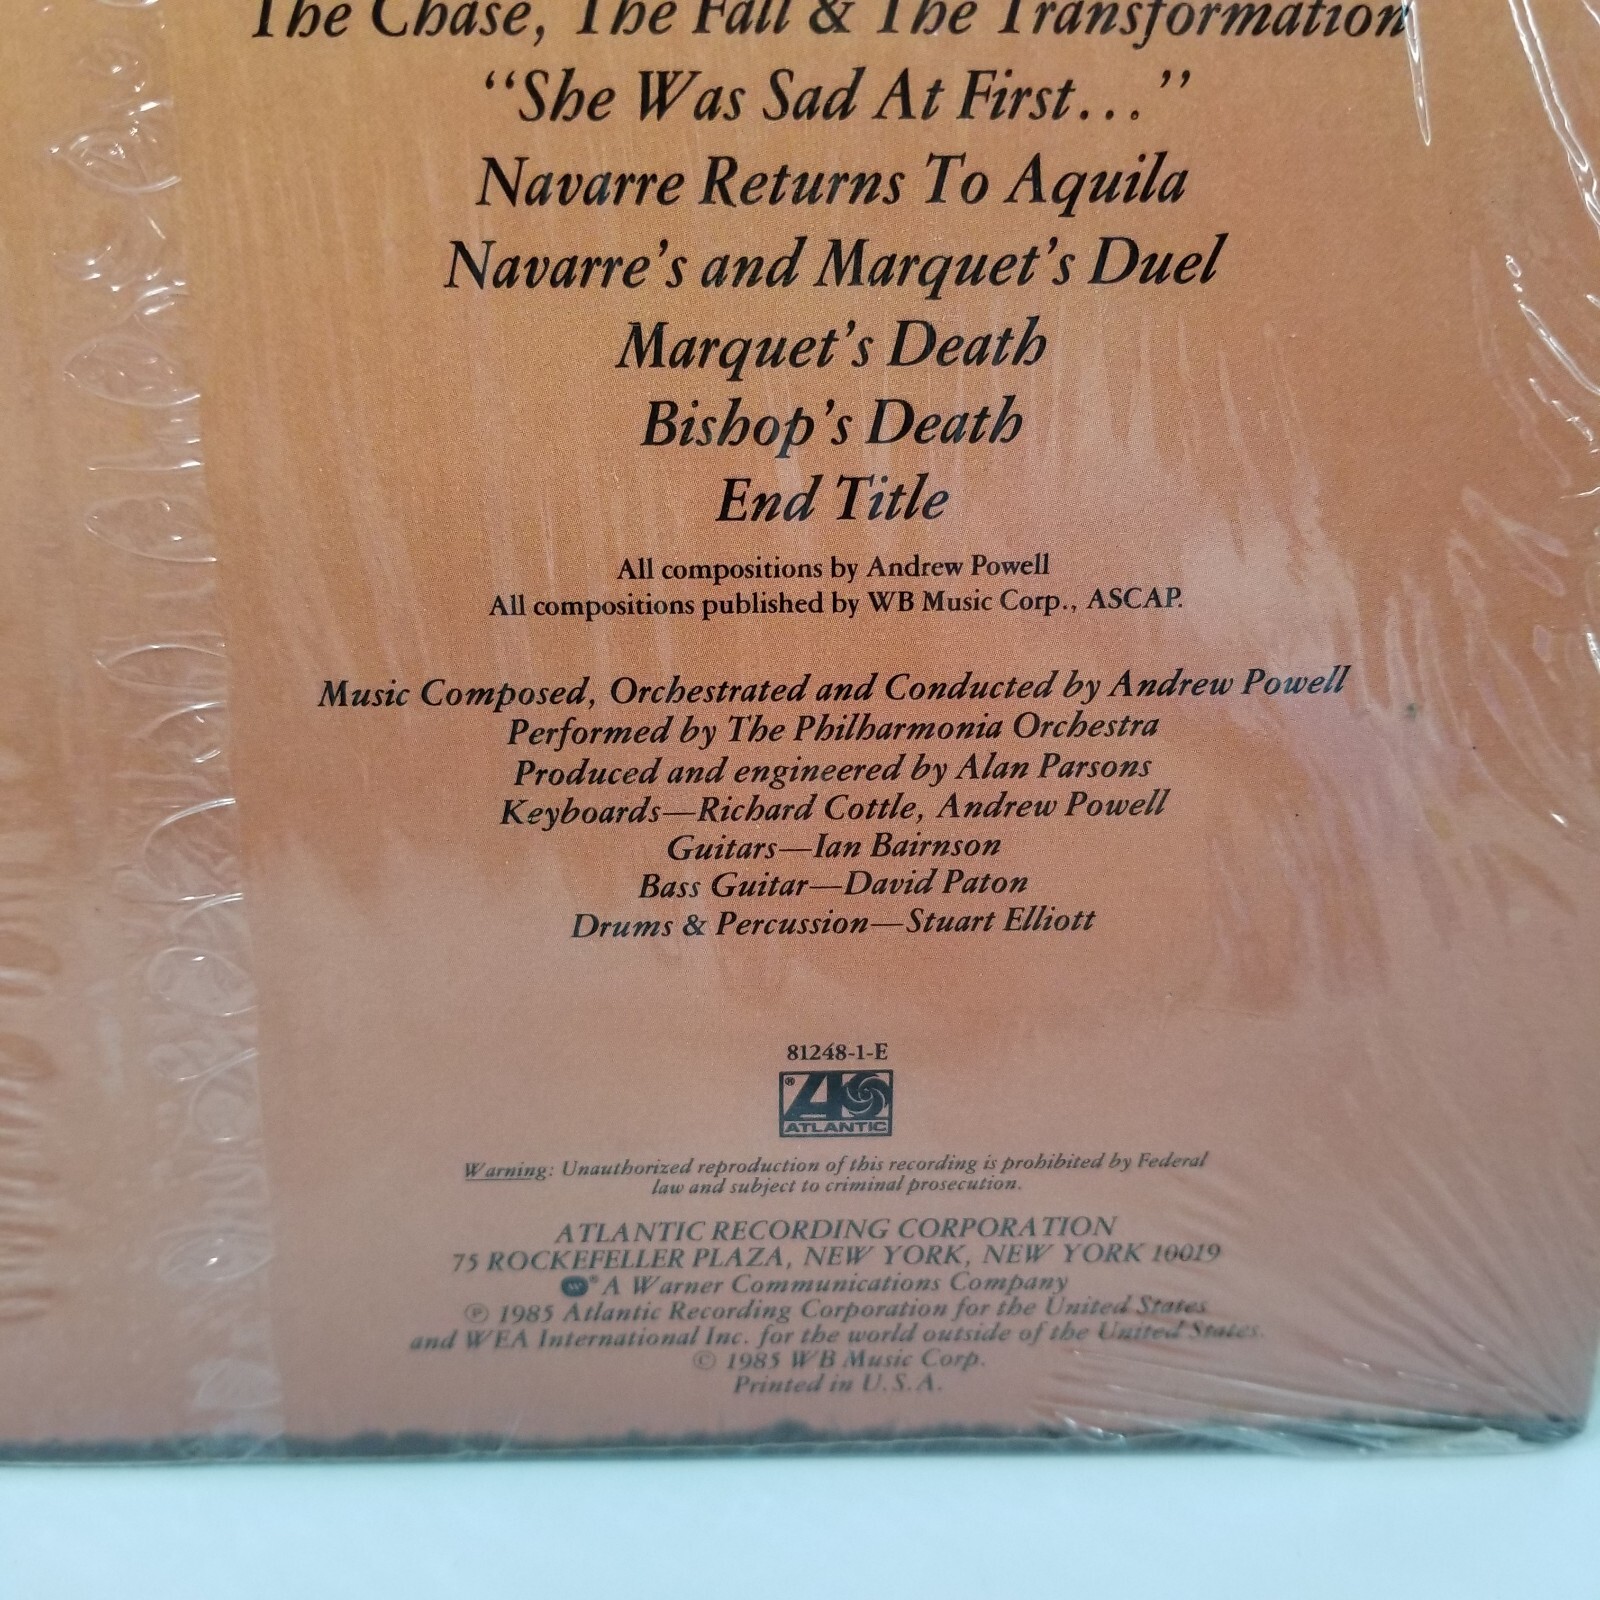 The Chase, The Fall & The Transformation
“She Was Sad At First...”
Navarre Returns To Aquila
Navarre's and Marquet's Duel
Marquet's Death
Bishop's Death
End Title
All compositions by Andrew Powell
All compositions published by WB Music Corp., ASCAP.
Music Composed, Orchestrated and Conducted by Andrew Powell
Performed by The Philharmonia Orchestra
Produced and engineered by Alan Parsons
Keyboards—Richard Cottle, Andrew Powell
Guitars—Ian Bairnson
Bass Guitar—David Paton
Drums & Percussion—Stuart Elliott
81248-1-E
®
ATLANTIC
Warning: Unauthorized reproduction of this recording is prohibited by Federal
law and subject to criminal prosecution.
ATLANTIC RECORDING CORPORATION
75 ROCKEFELLER PLAZA, NEW YORK, NEW YORK 10019
® A Warner Communications Company
℗ 1985 Atlantic Recording Corporation for the United States
and WEA International Inc. for the world outside of the United States.
© 1985 WB Music Corp.
Printed in U.S.A.